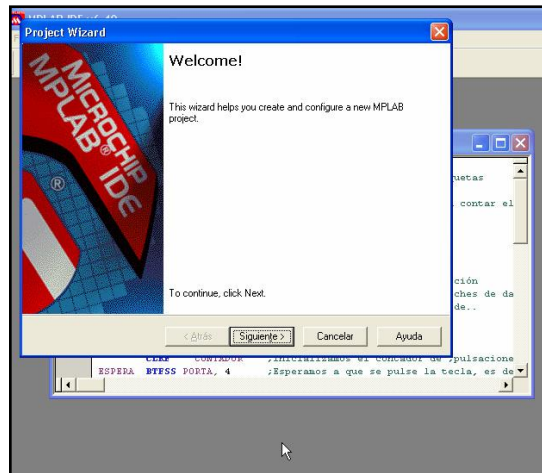 MPLAB IDE v6.40
Project Wizard
MICROCHIP
MPLAB® IDE
®
Welcome!
This wizard helps you create and configure a new MPLAB
project.
To continue, click Next.
< Atrás Siguiente > Cancelar Ayuda
uetas
contar el
ción
ches de da
de..
CLRF CONTADOR ;Inicializamos el contador de ;pulsacione
ESPERA BTFSS PORTA, 4 ;Esperamos a que se pulse la tecla, es de